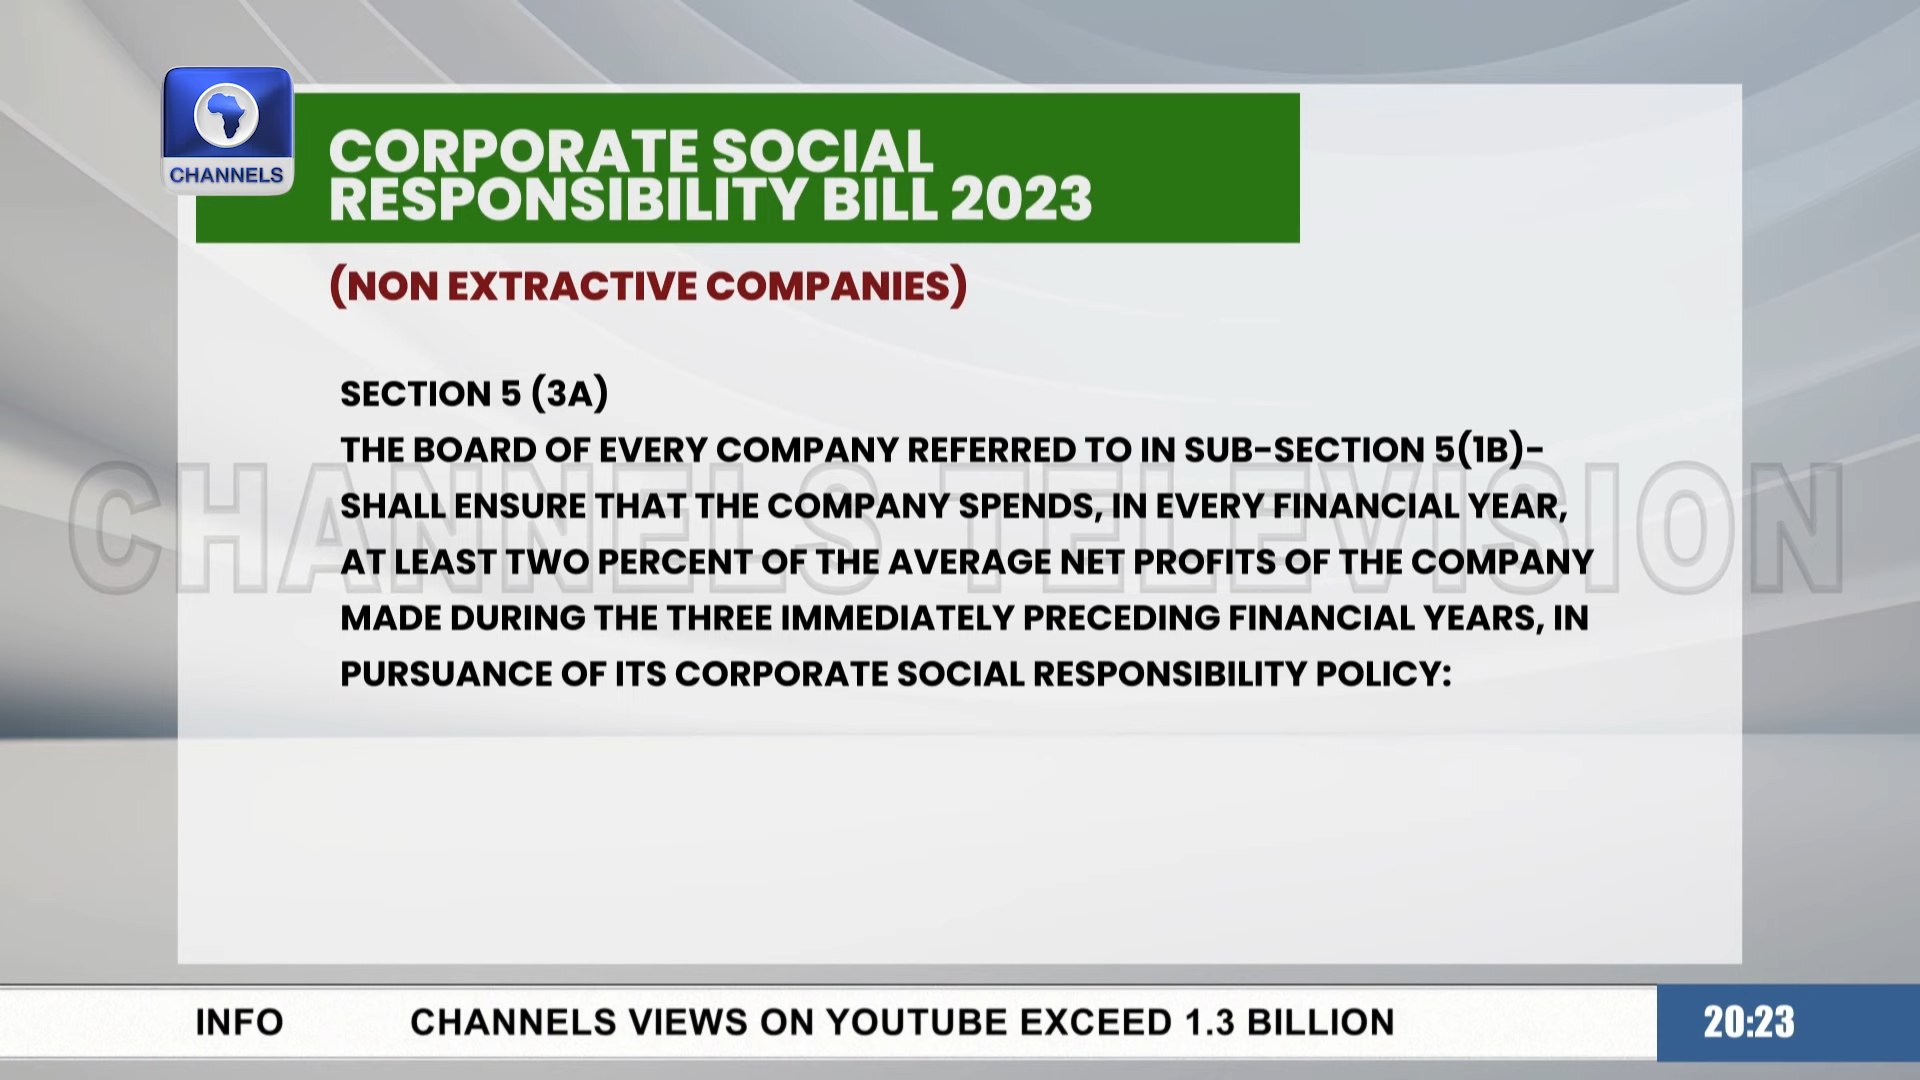 CHANNELS
CORPORATE SOCIAL
RESPONSIBILITY BILL 2023
(NON EXTRACTIVE COMPANIES)
SECTION 5 (3A)
THE BOARD OF EVERY COMPANY REFERRED TO IN SUB-SECTION 5(1B)-
SHALL ENSURE THAT THE COMPANY SPENDS, IN EVERY FINANCIAL YEAR,
AT LEAST TWO PERCENT OF THE AVERAGE NET PROFITS OF THE COMPANY
MADE DURING THE THREE IMMEDIATELY PRECEDING FINANCIAL YEARS, IN
PURSUANCE OF ITS CORPORATE SOCIAL RESPONSIBILITY POLICY:
CHANNELS TELEVISION
INFO CHANNELS VIEWS ON YOUTUBE EXCEED 1.3 BILLION 20:23